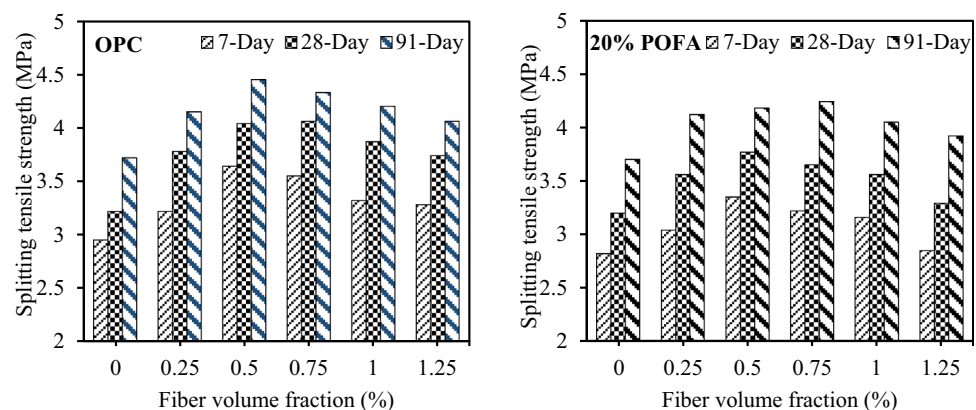 Splitting tensile strength (MPa)
5
4.5
4
3.5
3
2.5
2
OPC 7-Day 28-Day 91-Day
0 0.25 0.5 0.75 1 1.25
Fiber volume fraction (%)
Splitting tensile strength (MPa)
5
4.5
4
3.5
3
2.5
2
20% POFA 7-Day 28-Day 91-Day
0 0.25 0.5 0.75 1 1.25
Fiber volume fraction (%)